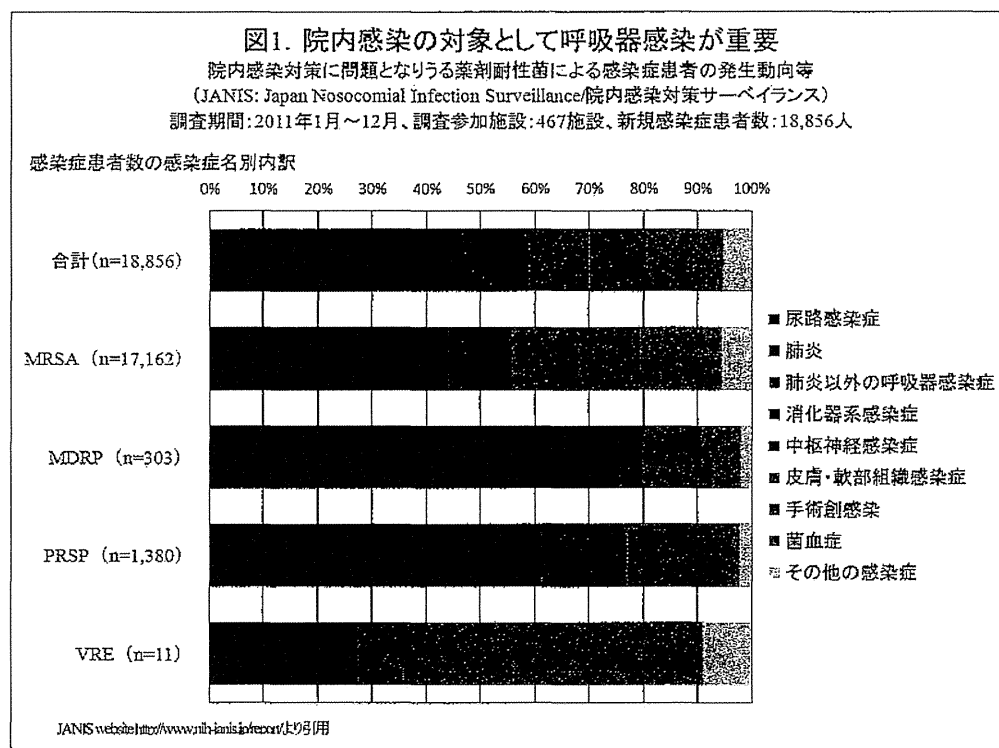 図1. 院内感染の対象として呼吸器感染が重要
院内感染対策に問題となりうる薬剤耐性菌による感染症患者の発生動向等
(JANIS: Japan Nosocomial Infection Surveillance/院内感染対策サーベイランス)
調査期間:2011年1月～12月、調査参加施設:467施設、新規感染症患者数:18,856人
感染症患者数の感染症名別内訳
0% 10% 20% 30% 40% 50% 60% 70% 80% 90% 100%
合計(n=18,856)
MRSA (n=17,162)
MDRP (n=303)
PRSP (n=1,380)
VRE (n=11)
尿路感染症
肺炎
肺炎以外の呼吸器感染症
消化器系感染症
中枢神経感染症
皮膚・軟部組織感染症
手術創感染
菌血症
その他の感染症
JANIS website http://www.nih-janis.jp/report/より引用